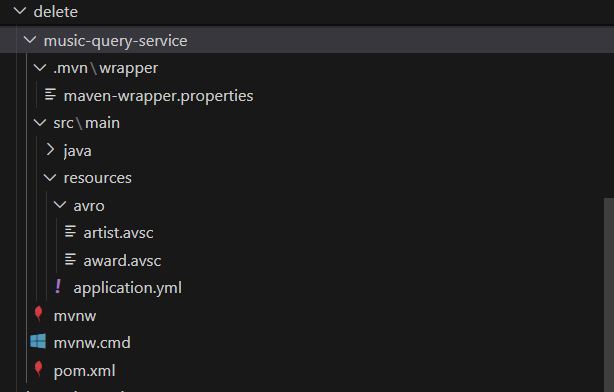 delete
music-query-service
.mvn\wrapper
maven-wrapper.properties
src\main
java
resources
avro
artist.avsc
award.avsc
! application.yml
mvnw
mvnw.cmd
pom.xml